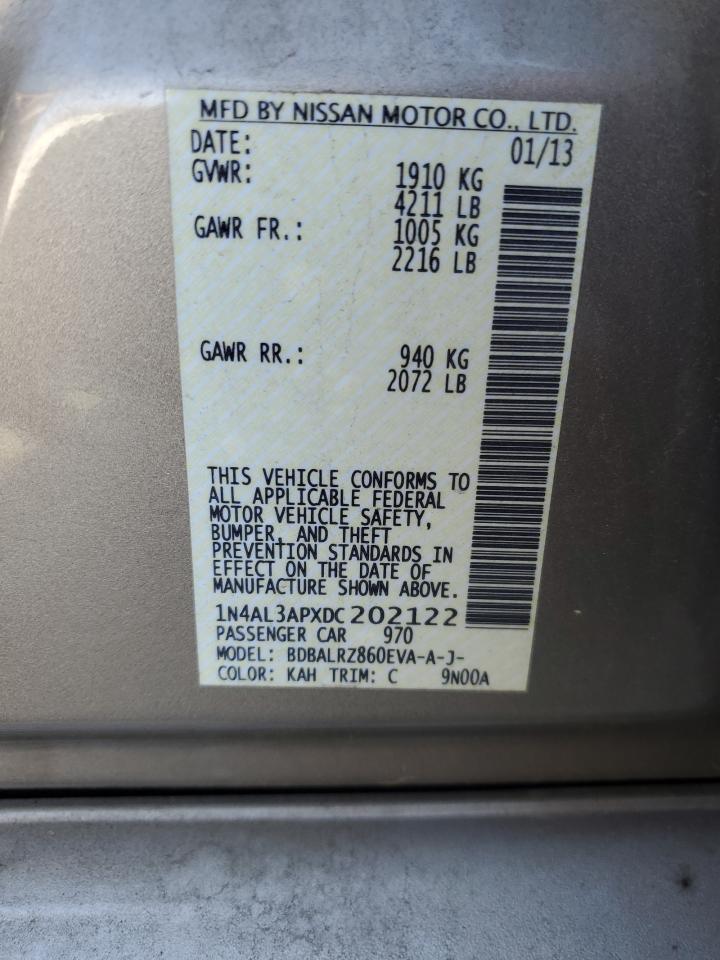 MFD BY NISSAN MOTOR CO., LTD.
DATE: 01/13
GVWR: 1910 KG
4211 LB
GAWR FR.: 1005 KG
2216 LB
GAWR RR.: 940 KG
2072 LB
THIS VEHICLE CONFORMS TO
ALL APPLICABLE FEDERAL
MOTOR VEHICLE SAFETY,
BUMPER, AND THEFT
PREVENTION STANDARDS IN
EFFECT ON THE DATE OF
MANUFACTURE SHOWN ABOVE.
1N4AL3APXDC202122
PASSENGER CAR 970
MODEL: BDBALRZ860EVA-A-J-
COLOR: KAH TRIM: C 9N00A